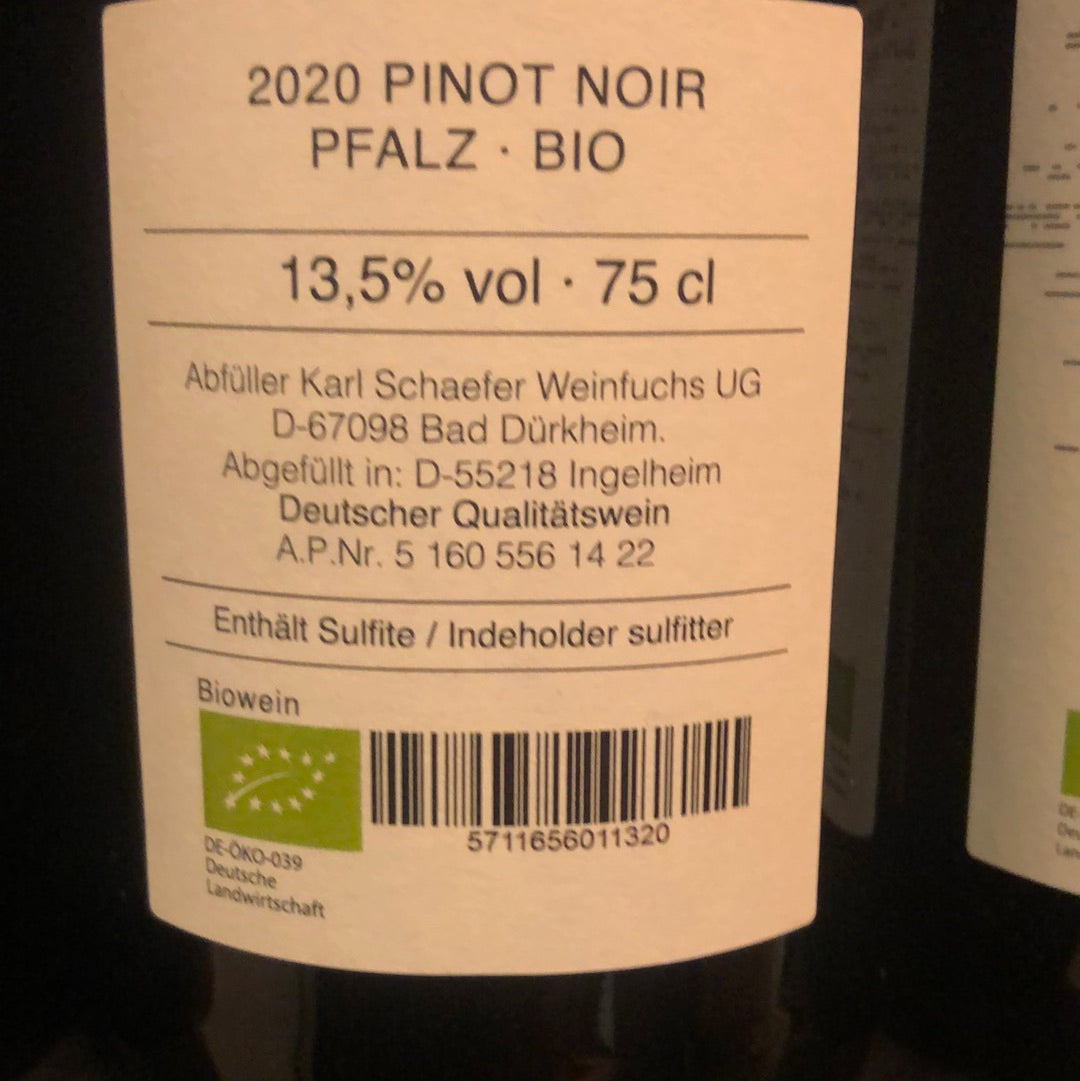 2020 PINOT NOIR
PFALZ · BIO
13,5% vol · 75 cl
Abfüller Karl Schaefer Weinfuchs UG
D-67098 Bad Dürkheim.
Abgefüllt in: D-55218 Ingelheim
Deutscher Qualitätswein
A.P.Nr. 5 160 556 14 22
Enthält Sulfite / Indeholder sulfitter
Biowein
5711656011320
DE-ÖKO-039
Deutsche
Landwirtschaft